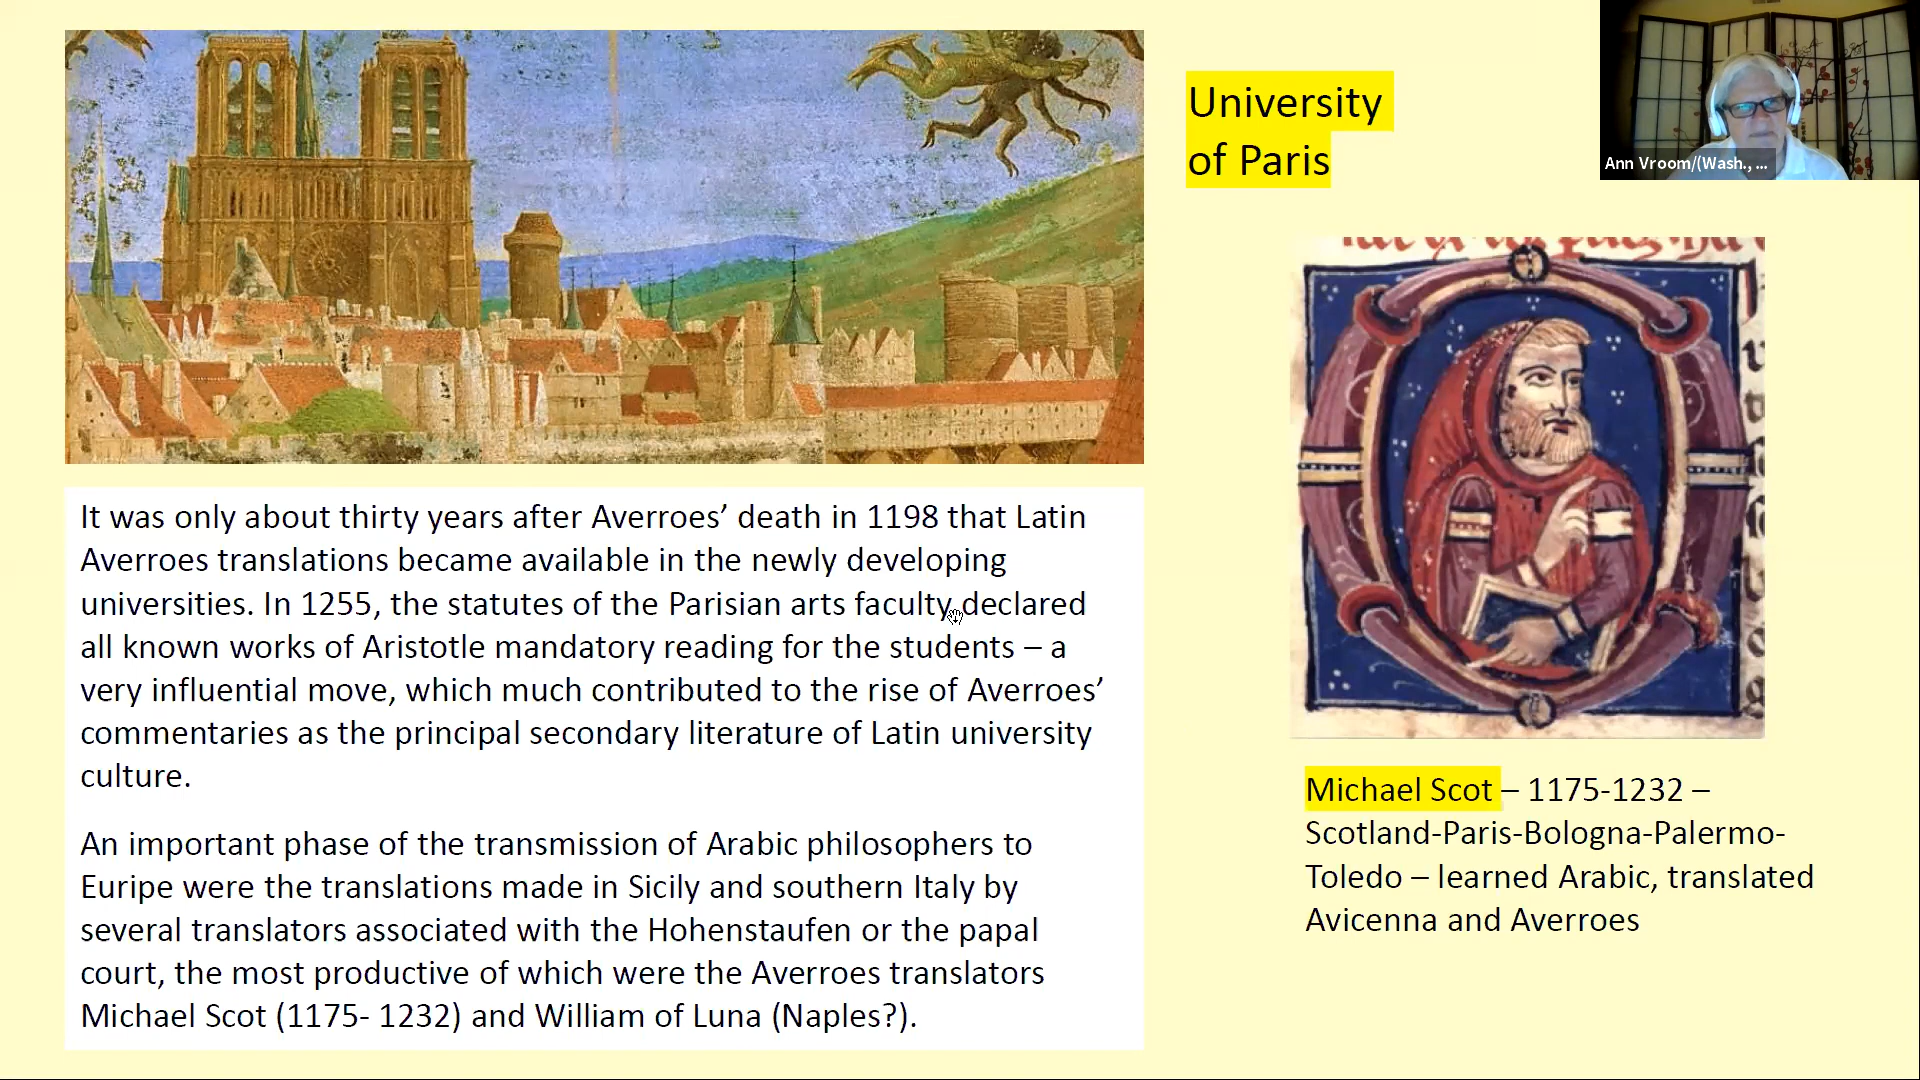 University
of Paris
Ann Vroom/(Wash., ...
It was only about thirty years after Averroes’ death in 1198 that Latin
Averroes translations became available in the newly developing
universities. In 1255, the statutes of the Parisian arts faculty declared
all known works of Aristotle mandatory reading for the students – a
very influential move, which much contributed to the rise of Averroes’
commentaries as the principal secondary literature of Latin university
culture.
An important phase of the transmission of Arabic philosophers to
Euripe were the translations made in Sicily and southern Italy by
several translators associated with the Hohenstaufen or the papal
court, the most productive of which were the Averroes translators
Michael Scot (1175- 1232) and William of Luna (Naples?).
Michael Scot – 1175-1232 –
Scotland-Paris-Bologna-Palermo-
Toledo – learned Arabic, translated
Avicenna and Averroes